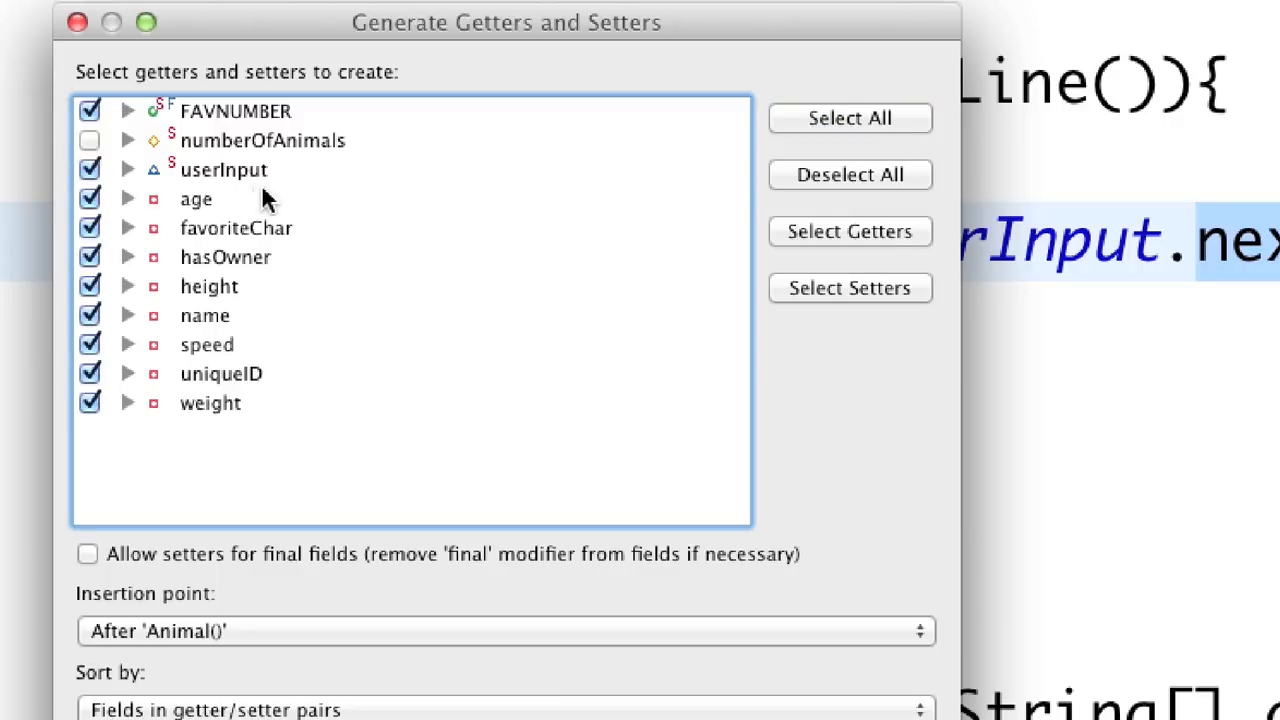 Generate Getters and Setters
Select getters and setters to create:
S F FAVNUMBER
S numberOfAnimals
S userInput
age
favoriteChar
hasOwner
height
name
speed
uniqueID
weight
Select All
Deselect All
Select Getters
Select Setters
Allow setters for final fields (remove 'final' modifier from fields if necessary)
Insertion point:
After 'Animal()'
Sort by:
Fields in getter/setter pairs
Line()){
rInput.nex
String[]